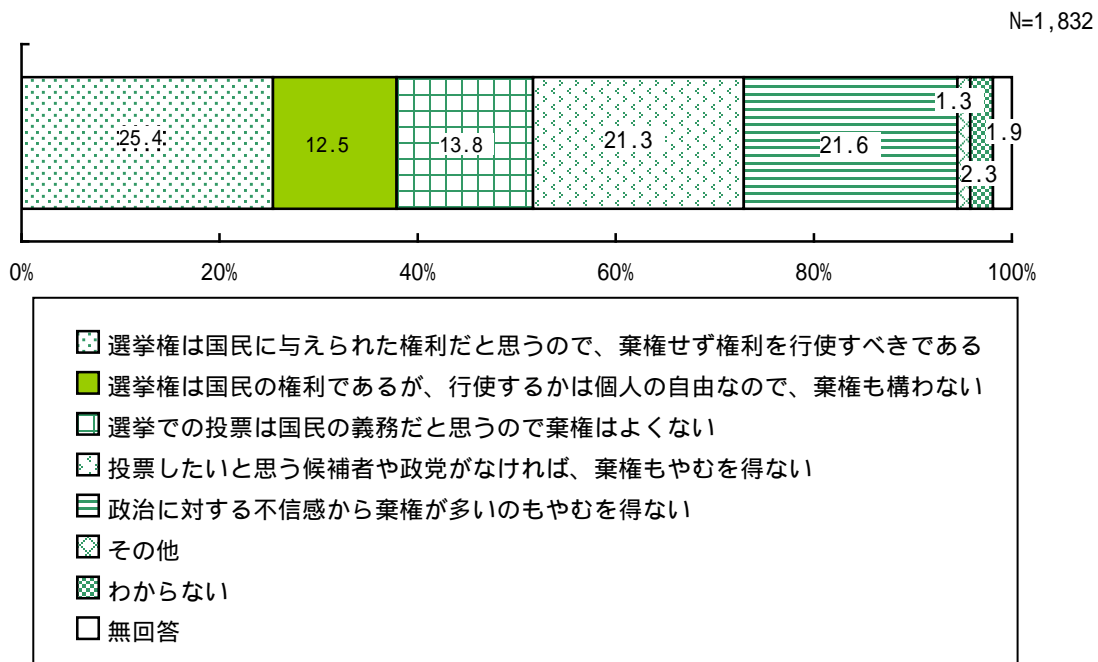 N=1,832
25.4 12.5 13.8 21.3 21.6 1.3 2.3 1.9
0% 20% 40% 60% 80% 100%
選挙権は国民に与えられた権利だと思うので、棄権せず権利を行使すべきである
選挙権は国民の権利であるが、行使するかは個人の自由なので、棄権も構わない
選挙での投票は国民の義務だと思うので棄権はよくない
投票したいと思う候補者や政党がなければ、棄権もやむを得ない
政治に対する不信感から棄権が多いのもやむを得ない
その他
わからない
無回答